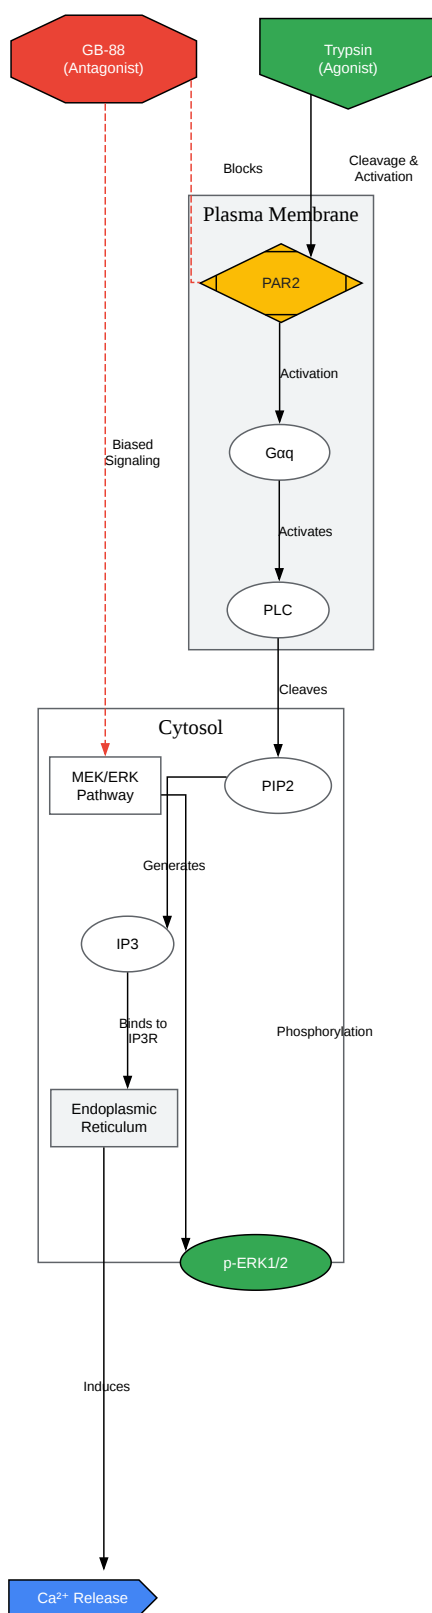 GB-88
(Antagonist)
Trypsin
(Agonist)
Blocks
Cleavage &
Activation
Plasma Membrane
PAR2
Activation
Gαq
Biased
Signaling
Activates
PLC
Cleaves
Cytosol
MEK/ERK
Pathway
PIP2
Generates
IP3
Binds to
IP3R
Phosphorylation
Endoplasmic
Reticulum
p-ERK1/2
Induces
Ca²⁺ Release